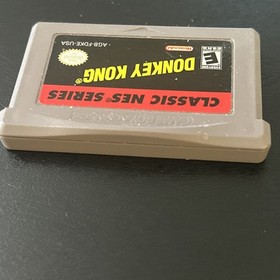 CLASSIC NES SERIES
DONKEY KONG®
Nintendo®
E
AGB-FDKE-USA